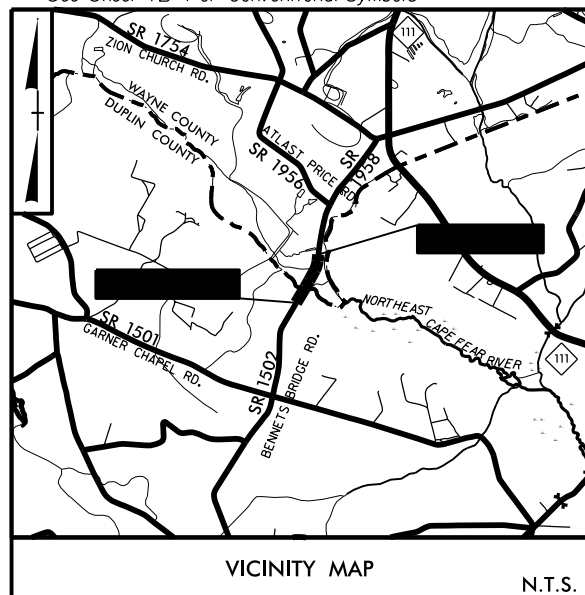 111
SR 1754
ZION CHURCH RD.
WAYNE COUNTY
DUPLIN COUNTY
ATLAST PRICE RD.
SR 1956
SR 1958
NORTHEAST CAPE FEAR RIVER
SR 1501
GARNER CHAPEL RD.
SR 1502
BENNETS BRIDGE RD.
111
VICINITY MAP
N.T.S.